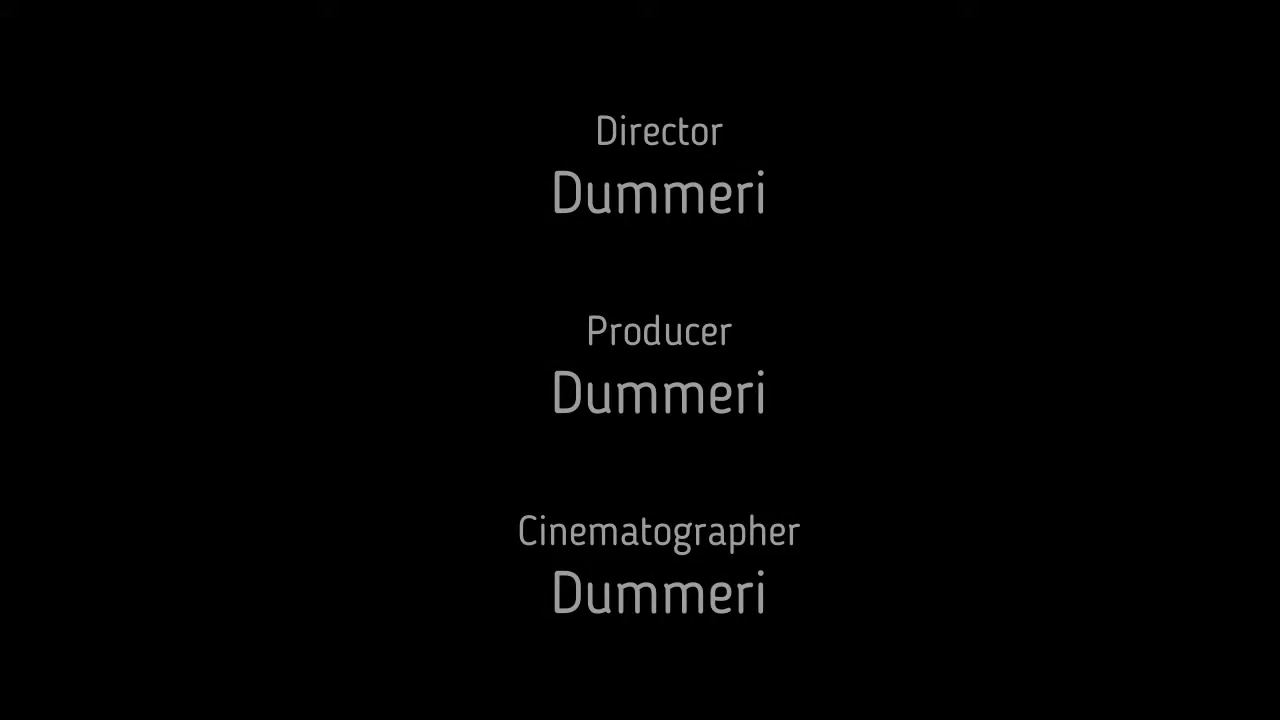 Director
Dummeri
Producer
Dummeri
Cinematographer
Dummeri